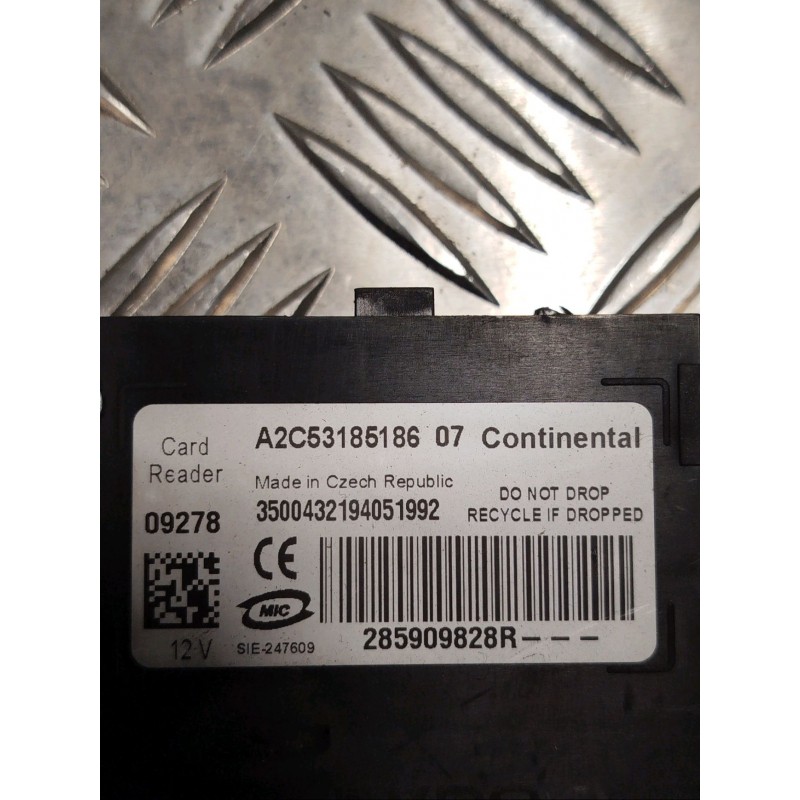 Card
Reader
A2C53185186 07 Continental
Made in Czech Republic
3500432194051992
DO NOT DROP
RECYCLE IF DROPPED
09278
CE
MIC
12 V
SIE-247609
285909828R---